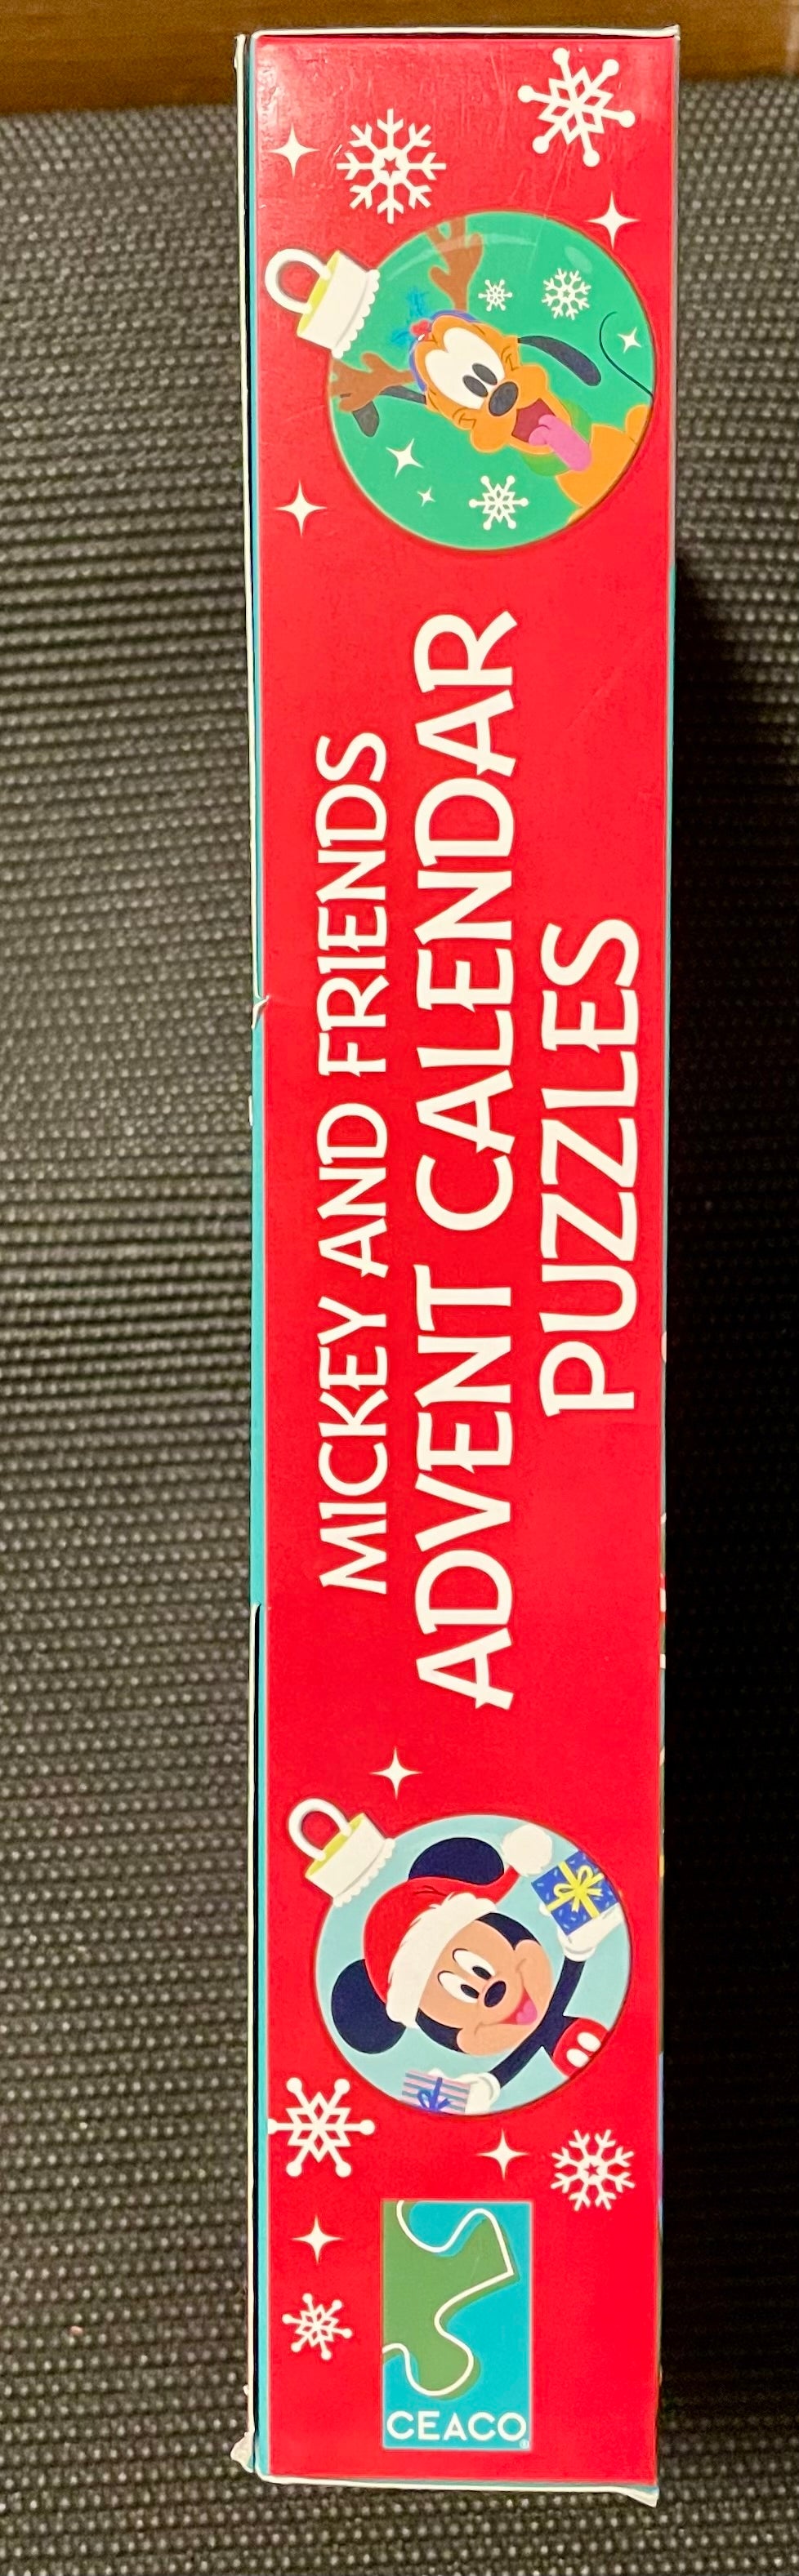 MICKEY AND FRIENDS
ADVENT CALENDAR
PUZZLES
CEACO®